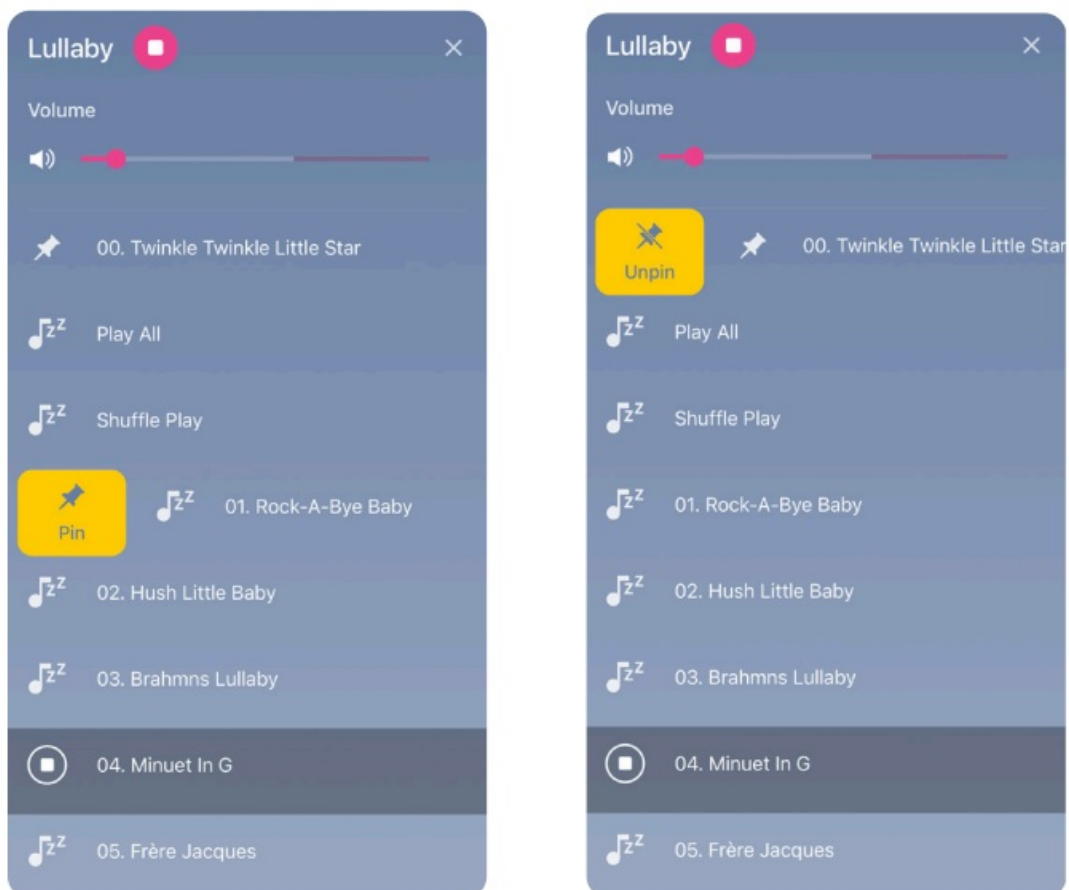 Lullaby
Volume
00. Twinkle Twinkle Little Star
Play All
Shuffle Play
Pin
01. Rock-A-Bye Baby
02. Hush Little Baby
03. Brahmns Lullaby
04. Minuet In G
05. Frère Jacques
Lullaby
Volume
Unpin
00. Twinkle Twinkle Little Star
Play All
Shuffle Play
01. Rock-A-Bye Baby
02. Hush Little Baby
03. Brahmns Lullaby
04. Minuet In G
05. Frère Jacques